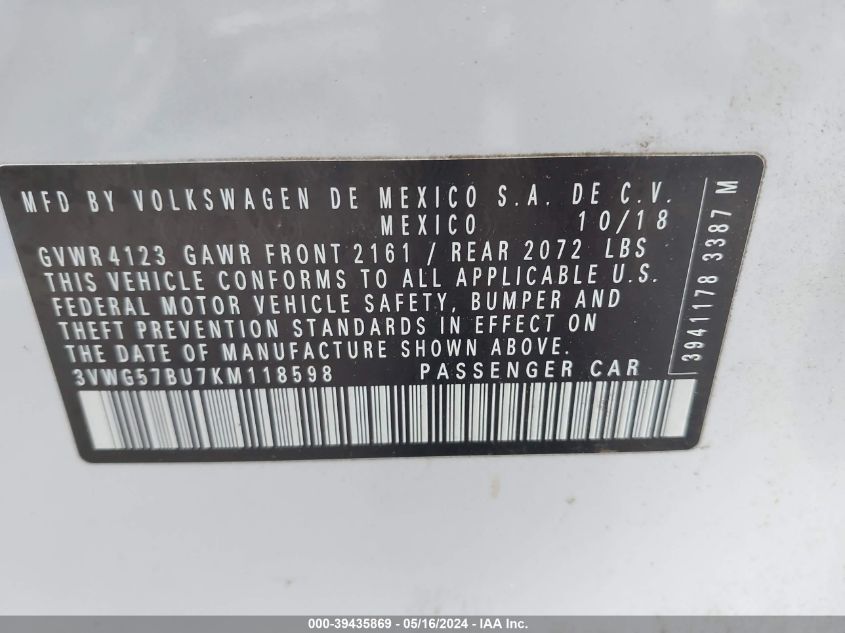 MFD BY VOLKSWAGEN DE MEXICO S.A. DE C.V.
MEXICO 10/18
GVWR 4123 GAWR FRONT 2161 / REAR 2072 LBS
THIS VEHICLE CONFORMS TO ALL APPLICABLE U.S.
FEDERAL MOTOR VEHICLE SAFETY, BUMPER AND
THEFT PREVENTION STANDARDS IN EFFECT ON
THE DATE OF MANUFACTURE SHOWN ABOVE.
3VWG57BU7KM118598 PASSENGER CAR
3941178 3387 M
000-39435869 - 05/16/2024 - IAA, Inc.